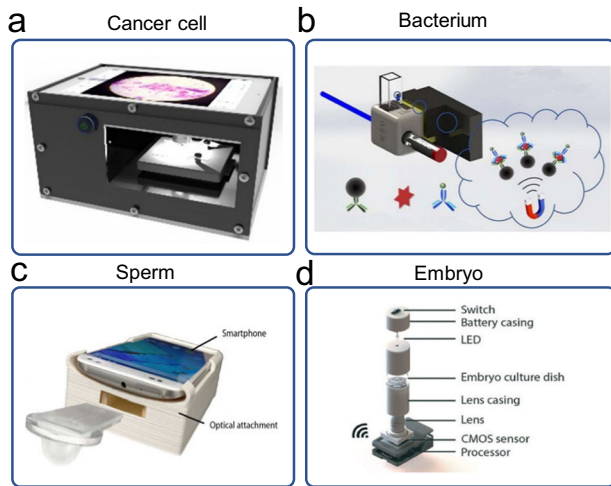 a
Cancer cell
b
Bacterium
c
Sperm
Smartphone
Optical attachment
d
Embryo
Switch
Battery casing
LED
Embryo culture dish
Lens casing
Lens
CMOS sensor
Processor